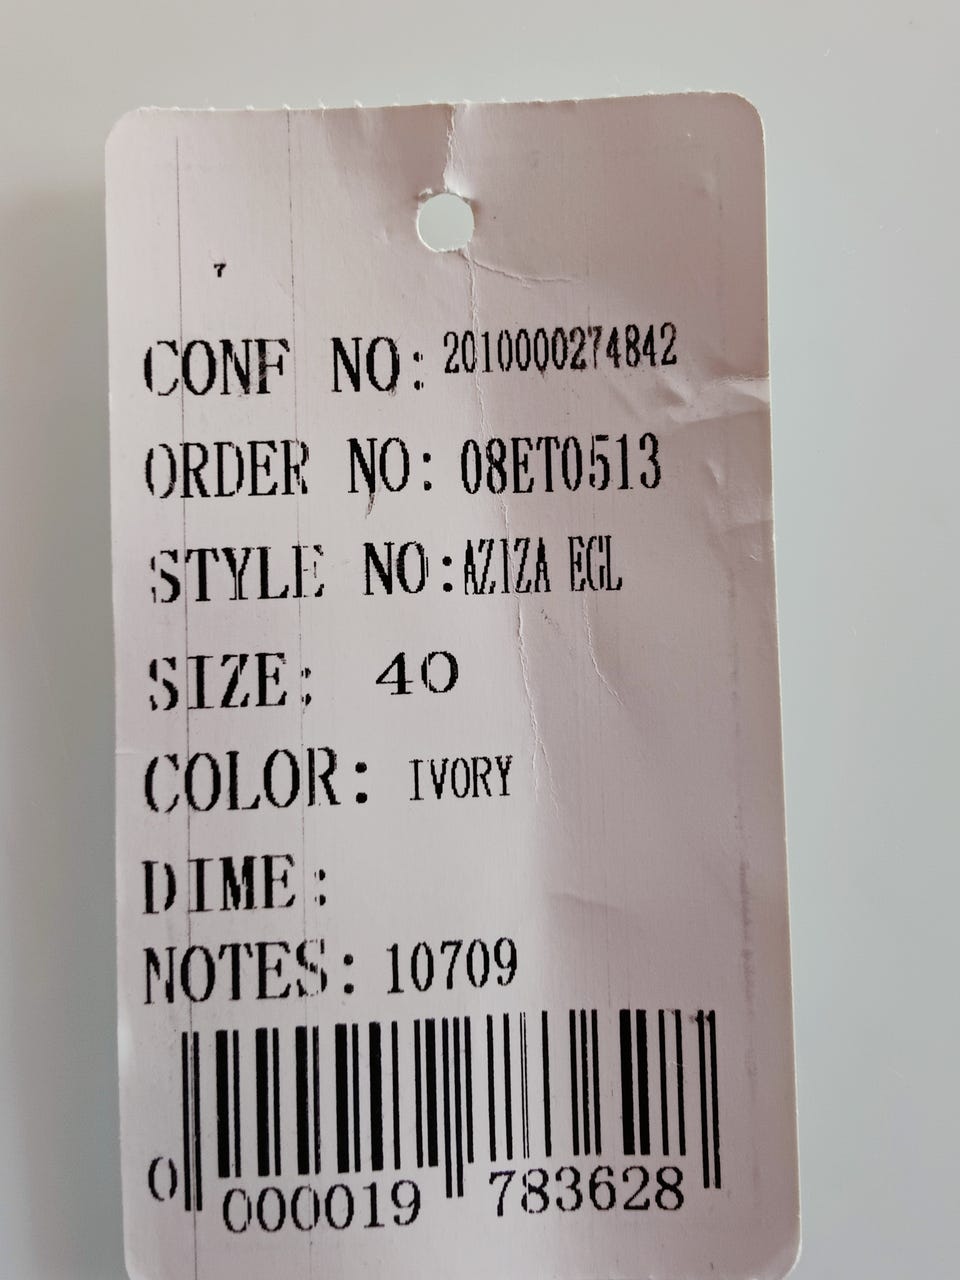 7
CONF NO: 2010000274842
ORDER NO: 08ET0513
STYLE NO:AZIZA EGL
SIZE: 40
COLOR: IVORY
DIME:
NOTES: 10709
0 000019 783628